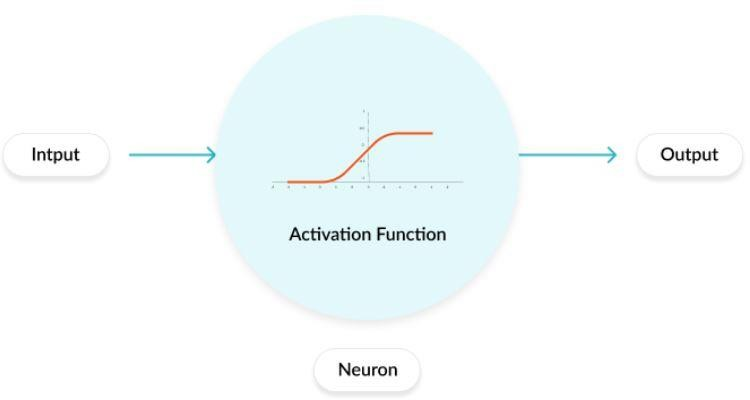 Intput
Output
Activation Function
Neuron